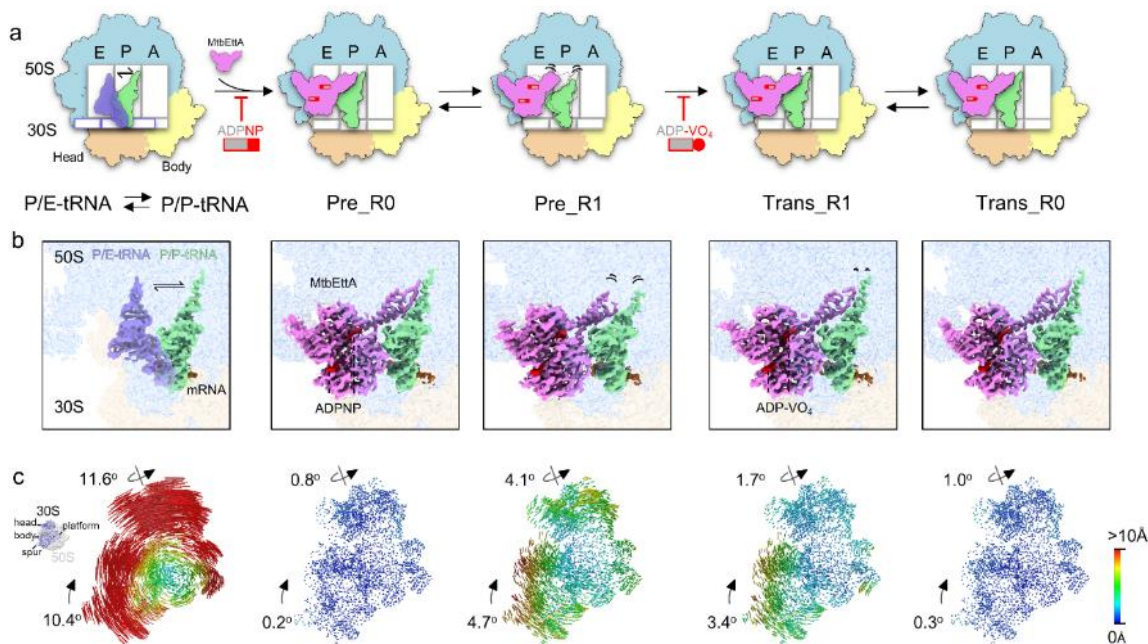 a
50S
E P A
30S
Head
Body
MtbEttA
ADPNP
E P A
E P A
ADP-VO₄
E P A
E P A
P/E-tRNA ⇌ P/P-tRNA
Pre_R0
Pre_R1
Trans_R1
Trans_R0
b
50S
P/E-tRNA
P/P-tRNA
mRNA
30S
MtbEttA
ADPNP
ADP-VO₄
c
11.6°
30S
head
platform
body
spur
50S
10.4°
0.8°
0.2°
4.1°
4.7°
1.7°
3.4°
1.0°
0.3°
>10Å
0Å